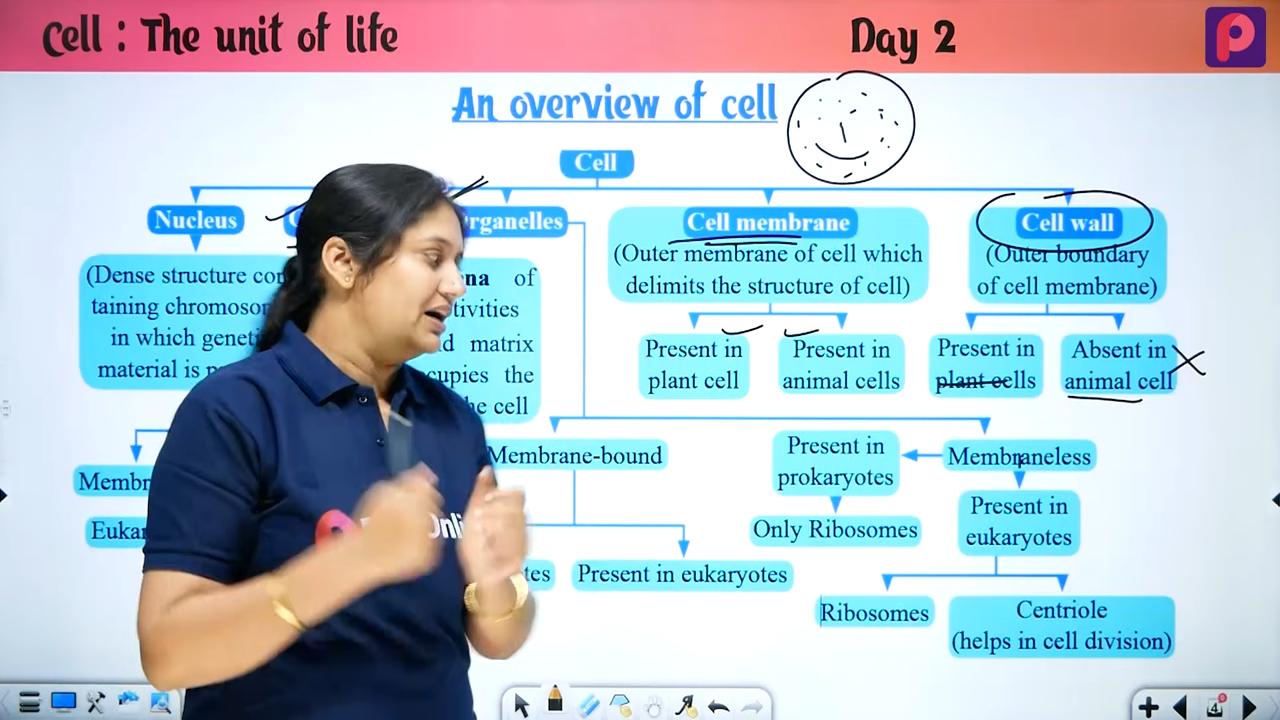 Cell : The unit of life
Day 2
An overview of cell
Cell
Nucleus
Organelles
Cell membrane
Cell wall
(Dense structure con
taining chromosom
in which geneti
material is
na of
tivities
d matrix
cupies the
he cell
(Outer membrane of cell which
delimits the structure of cell)
(Outer boundary
of cell membrane)
Present in
plant cell
Present in
animal cells
Present in
plant cells
Absent in
animal cell
Membr
Eukar
Membrane-bound
tes
Present in eukaryotes
Present in
prokaryotes
Only Ribosomes
Membraneless
Present in
eukaryotes
Ribosomes
Centriole
(helps in cell division)
Onli
4